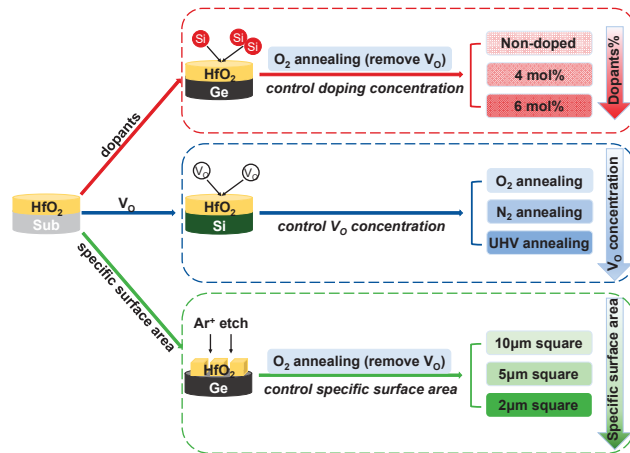 Si
Si
Si
HfO2
Ge
O2 annealing (remove VO)
control doping concentration
Non-doped
4 mol%
6 mol%
Dopants%
dopants
HfO2
Sub
VO
specific surface area
VO
VO
HfO2
Si
control VO concentration
O2 annealing
N2 annealing
UHV annealing
VO concentration
Ar+ etch
HfO2
Ge
O2 annealing (remove VO)
control specific surface area
10μm square
5μm square
2μm square
Specific surface area